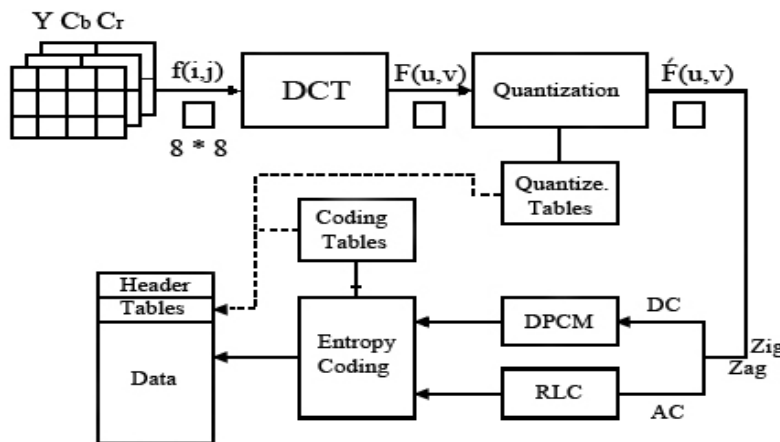 Y Cb Cr
f(i,j)
8 * 8
DCT
F(u,v)
Quantization
F́(u,v)
Quantize.
Tables
Coding
Tables
Header
Tables
Data
Entropy
Coding
DPCM
RLC
DC
AC
Zig
Zag